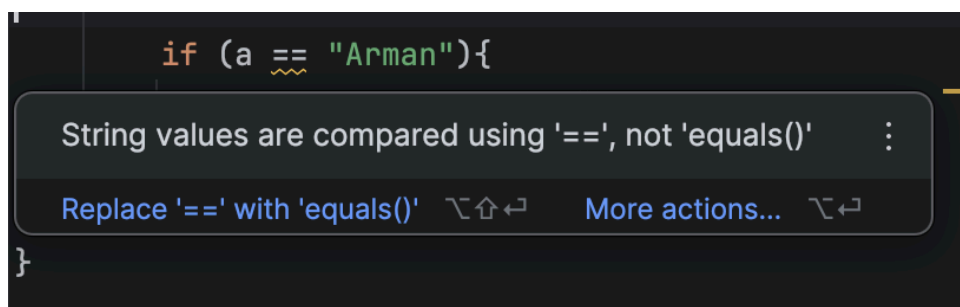 if (a == "Arman"){
String values are compared using '==', not 'equals()' ⋮
Replace '==' with 'equals()' ⌥⇧⏎ More actions... ⌥⏎
}